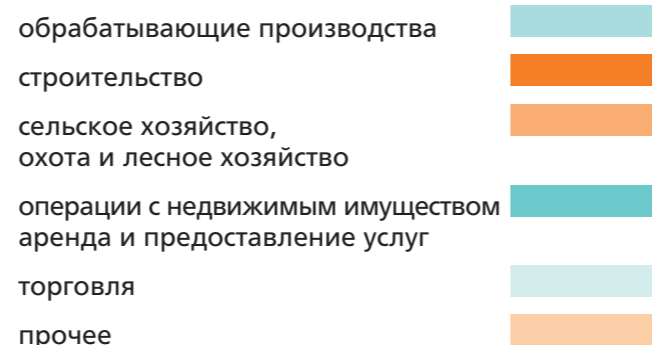 обрабатывающие производства
строительство
сельское хозяйство,
охота и лесное хозяйство
операции с недвижимым имуществом
аренда и предоставление услуг
торговля
прочее